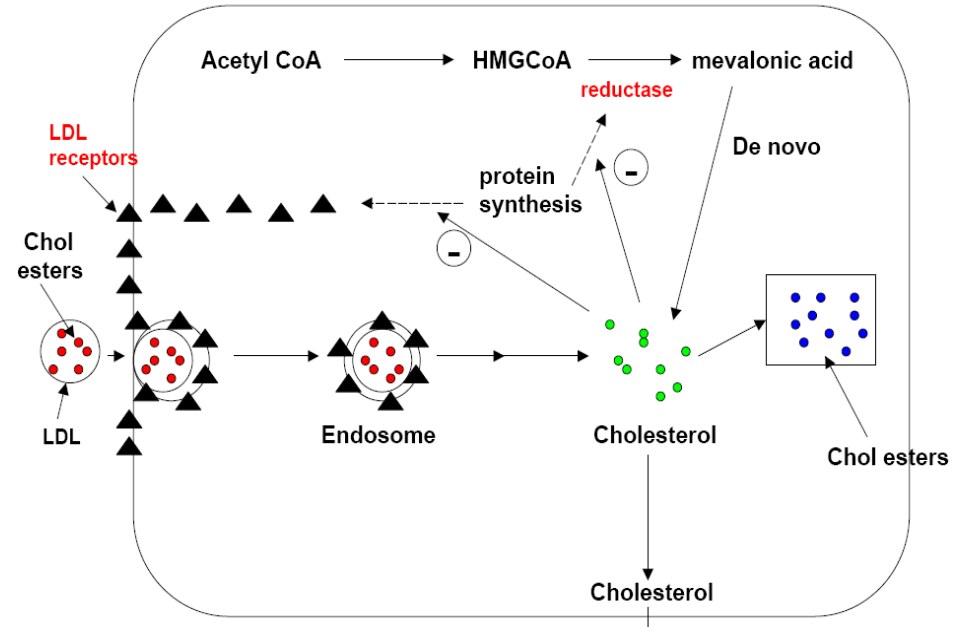 Acetyl CoA
HMGCoA
mevalonic acid
reductase
LDL
receptors
De novo
protein
synthesis
-
-
Chol
esters
LDL
Endosome
Cholesterol
Chol esters
Cholesterol